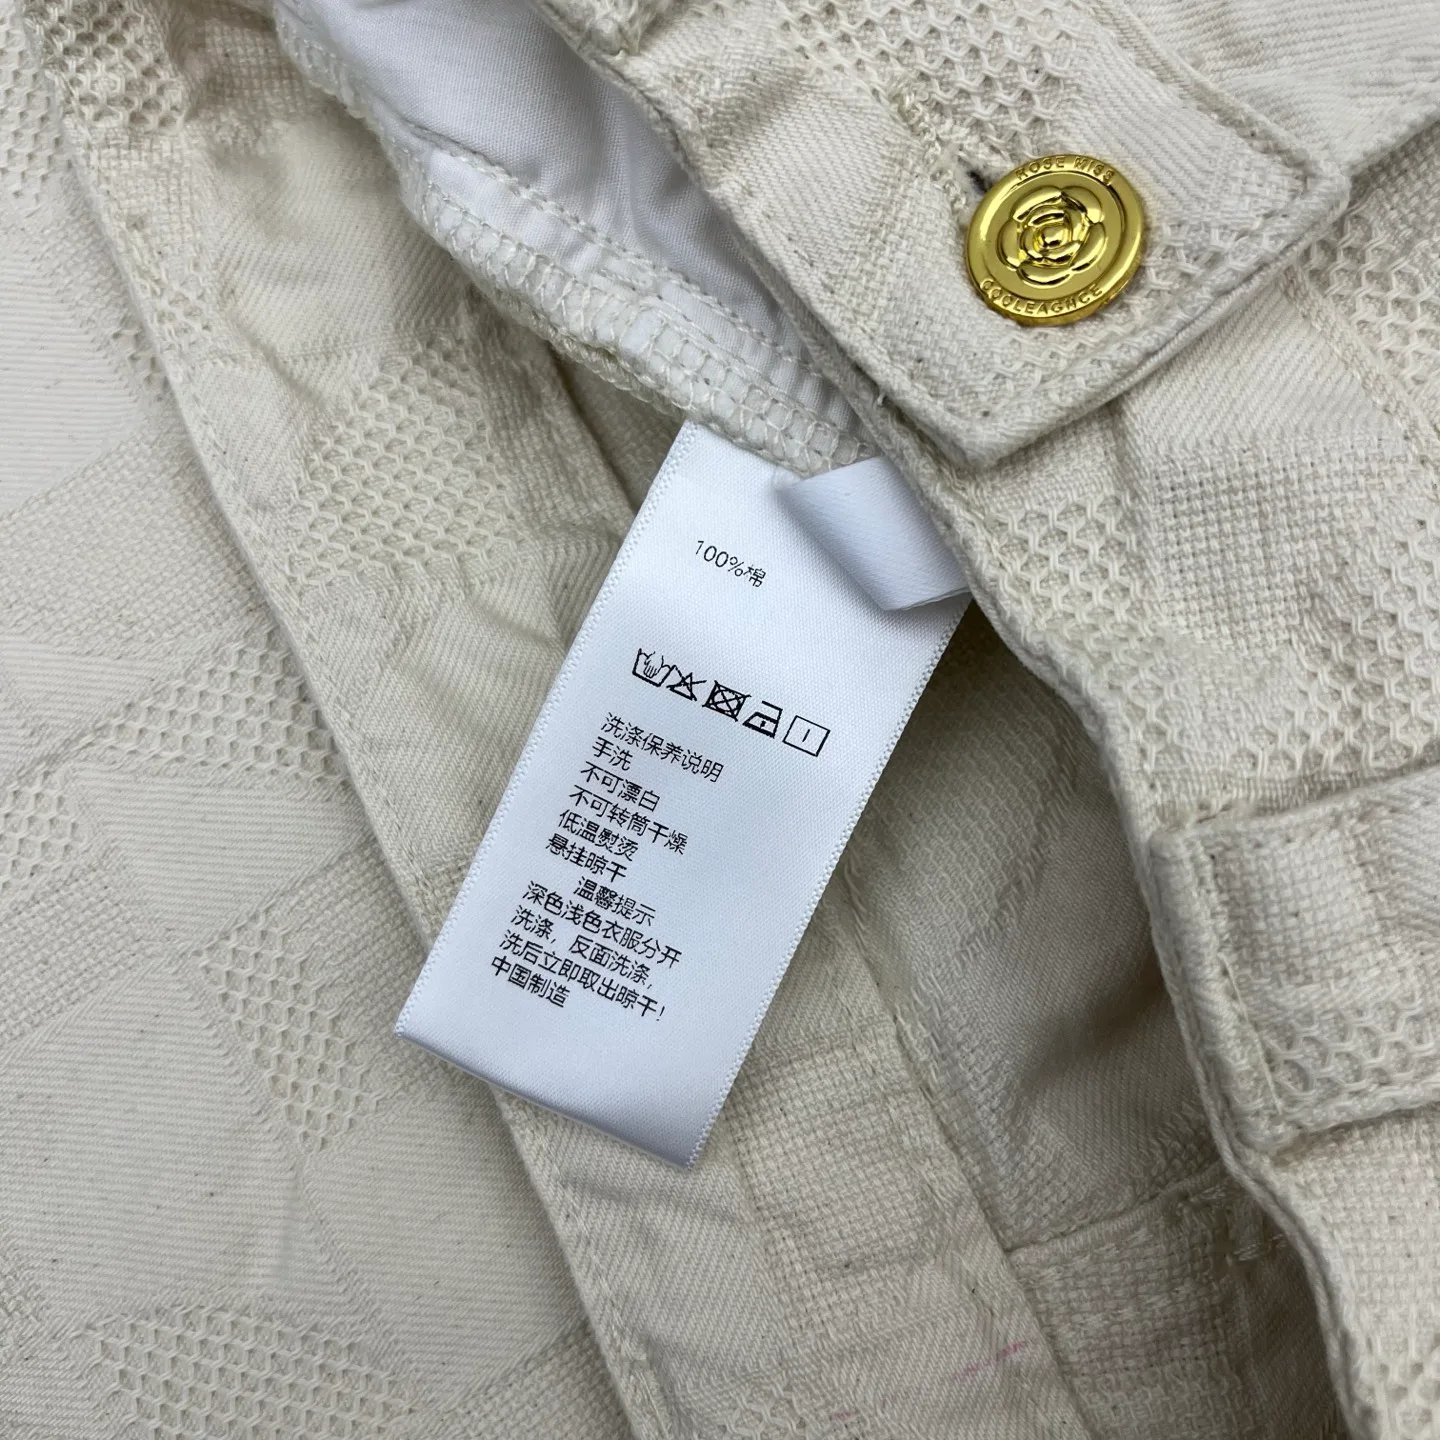 ROSE WISS
COOLEAGNCE
100%棉
洗涤保养说明
手洗
不可漂白
不可转筒干燥
低温熨烫
悬挂晾干
温馨提示
深色浅色衣服分开
洗涤，反面洗涤，
洗后立即取出晾干！
中国制造